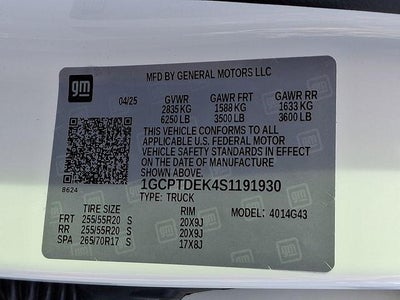 gm
MFD BY GENERAL MOTORS LLC
04/25 GVWR GAWR FRT GAWR RR
2835 KG 1588 KG 1633 KG
6250 LB 3500 LB 3600 LB
THIS VEHICLE CONFORMS TO ALL
APPLICABLE U.S. FEDERAL MOTOR
VEHICLE SAFETY STANDARDS IN EFFECT
ON THE DATE OF MANUFACTURE
SHOWN ABOVE.
8624
1GCPTDEK4S1191930
TYPE: TRUCK
TIRE SIZE RIM MODEL: 4014G43
FRT 255/55R20 S 20X9J
RR 255/55R20 S 20X9J
SPA 265/70R17 S 17X8J